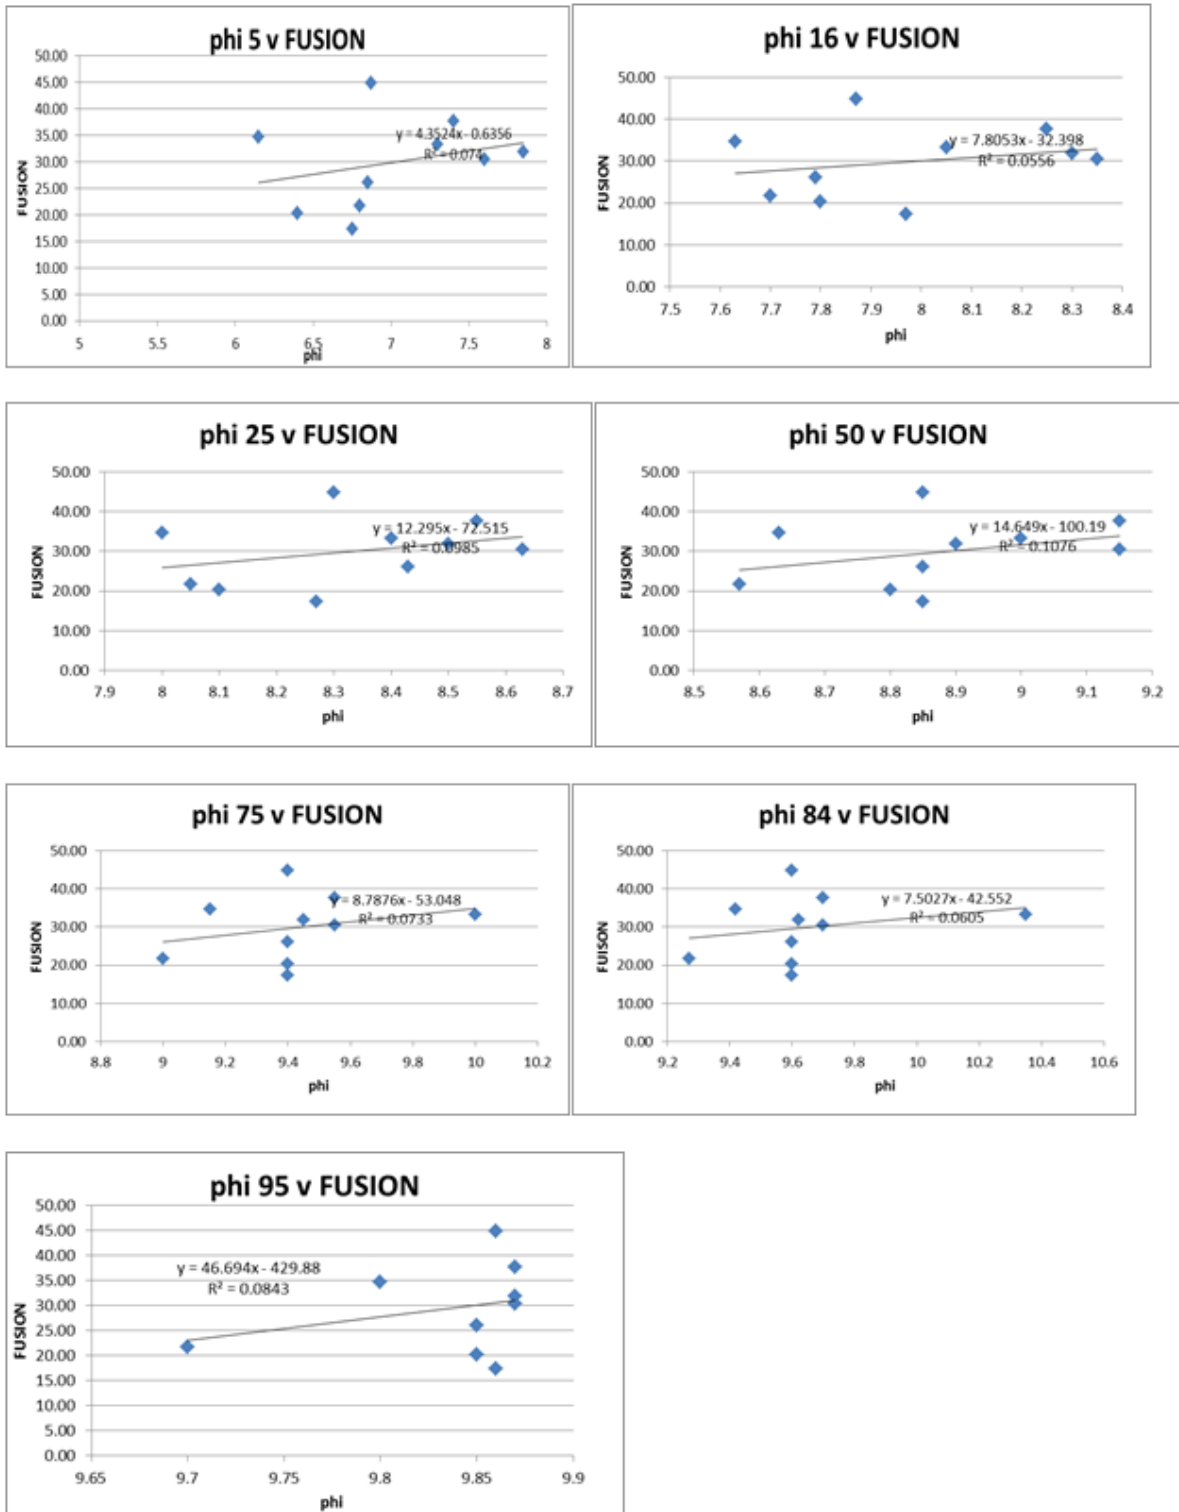 phi 5 v FUSION
50.00
45.00
40.00
35.00
30.00
25.00
20.00
15.00
10.00
5.00
0.00
FUSION
y = 4.3524x - 0.6356
R² = 0.074
5 5.5 6 6.5 7 7.5 8
phi
phi 16 v FUSION
50.00
40.00
30.00
20.00
10.00
0.00
FUSION
y = 7.8053x - 32.398
R² = 0.0556
7.5 7.6 7.7 7.8 7.9 8 8.1 8.2 8.3 8.4
phi
phi 25 v FUSION
50.00
40.00
30.00
20.00
10.00
0.00
FUSION
y = 12.295x - 72.515
R² = 0.0985
7.9 8 8.1 8.2 8.3 8.4 8.5 8.6 8.7
phi
phi 50 v FUSION
50.00
40.00
30.00
20.00
10.00
0.00
FUSION
y = 14.649x - 100.19
R² = 0.1076
8.5 8.6 8.7 8.8 8.9 9 9.1 9.2
phi
phi 75 v FUSION
50.00
40.00
30.00
20.00
10.00
0.00
FUSION
y = 8.7876x - 53.048
R² = 0.0733
8.8 9 9.2 9.4 9.6 9.8 10 10.2
phi
phi 84 v FUSION
50.00
40.00
30.00
20.00
10.00
0.00
FUISON
y = 7.5027x - 42.552
R² = 0.0605
9.2 9.4 9.6 9.8 10 10.2 10.4 10.6
phi
phi 95 v FUSION
50.00
45.00
40.00
35.00
30.00
25.00
20.00
15.00
10.00
5.00
0.00
FUSION
y = 46.694x - 429.88
R² = 0.0843
9.65 9.7 9.75 9.8 9.85 9.9
phi